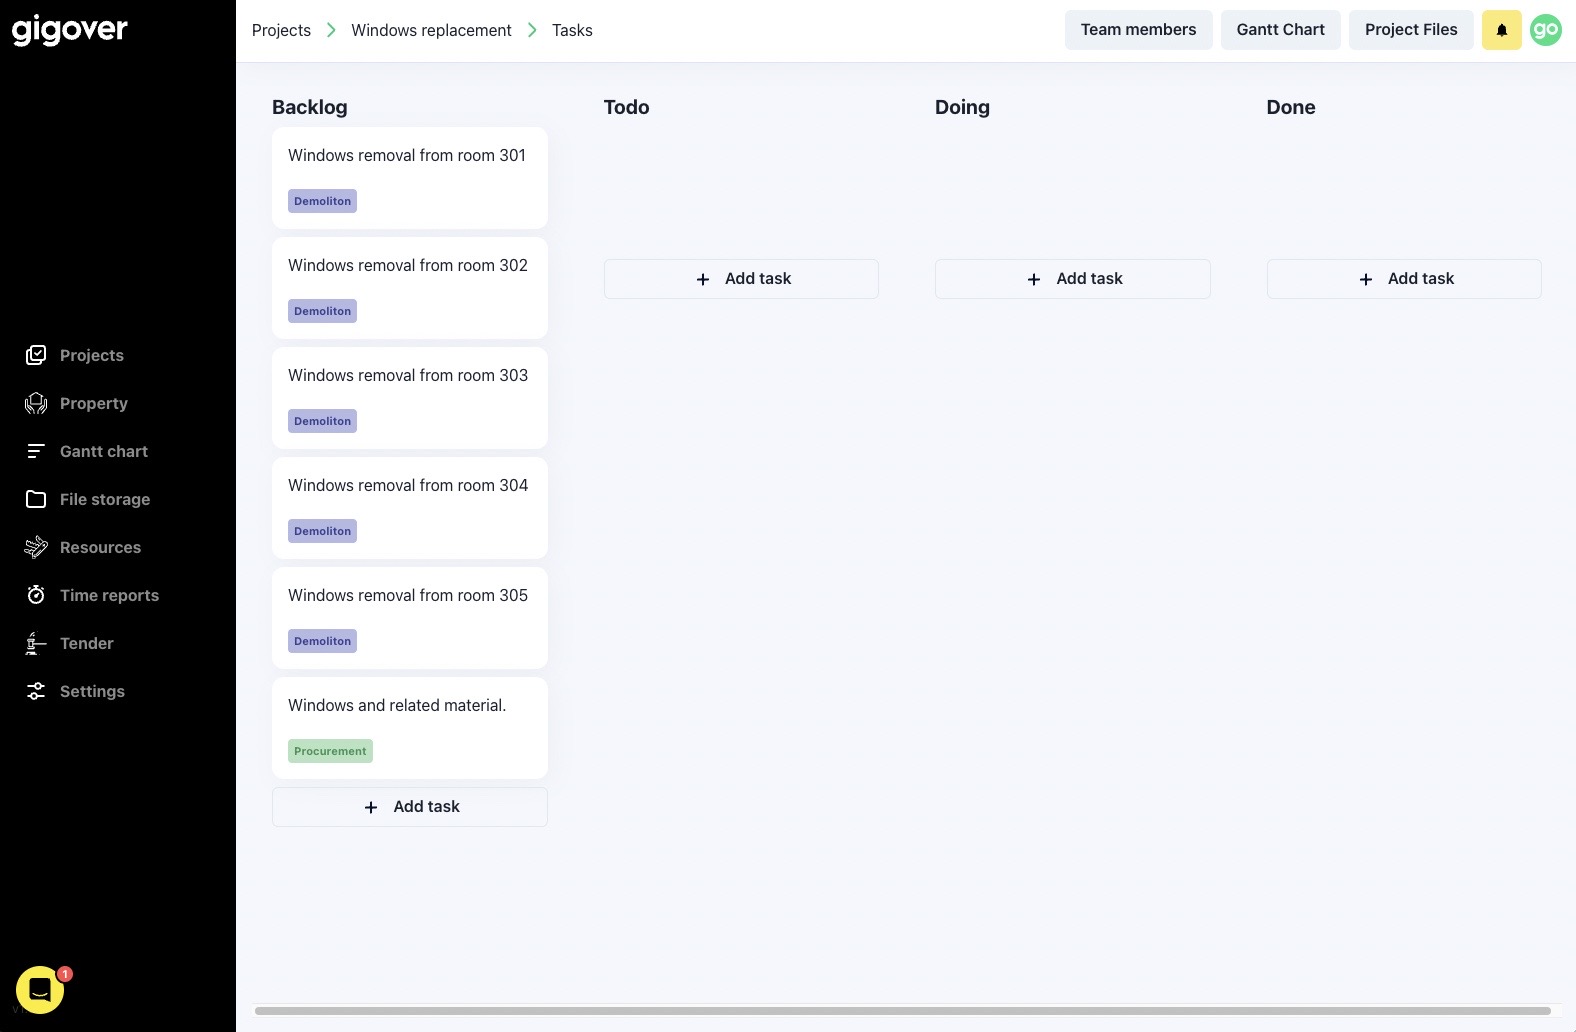 gigover
Projects
Windows replacement
Tasks
Team members
Gantt Chart
Project Files
go
Backlog
Windows removal from room 301
Demoliton
Windows removal from room 302
Demoliton
Windows removal from room 303
Demoliton
Windows removal from room 304
Demoliton
Windows removal from room 305
Demoliton
Windows and related material.
Procurement
+ Add task
Todo
+ Add task
Doing
+ Add task
Done
+ Add task
Projects
Property
Gantt chart
File storage
Resources
Time reports
Tender
Settings
1